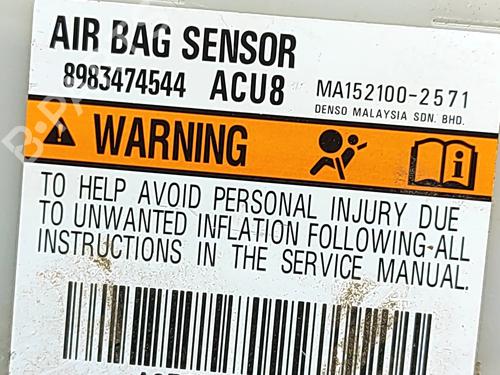 AIR BAG SENSOR
8983474544 ACU8 MA152100-2571
DENSO MALAYSIA SDN. BHD.
WARNING
TO HELP AVOID PERSONAL INJURY DUE
TO UNWANTED INFLATION FOLLOWING ALL
INSTRUCTIONS IN THE SERVICE MANUAL.